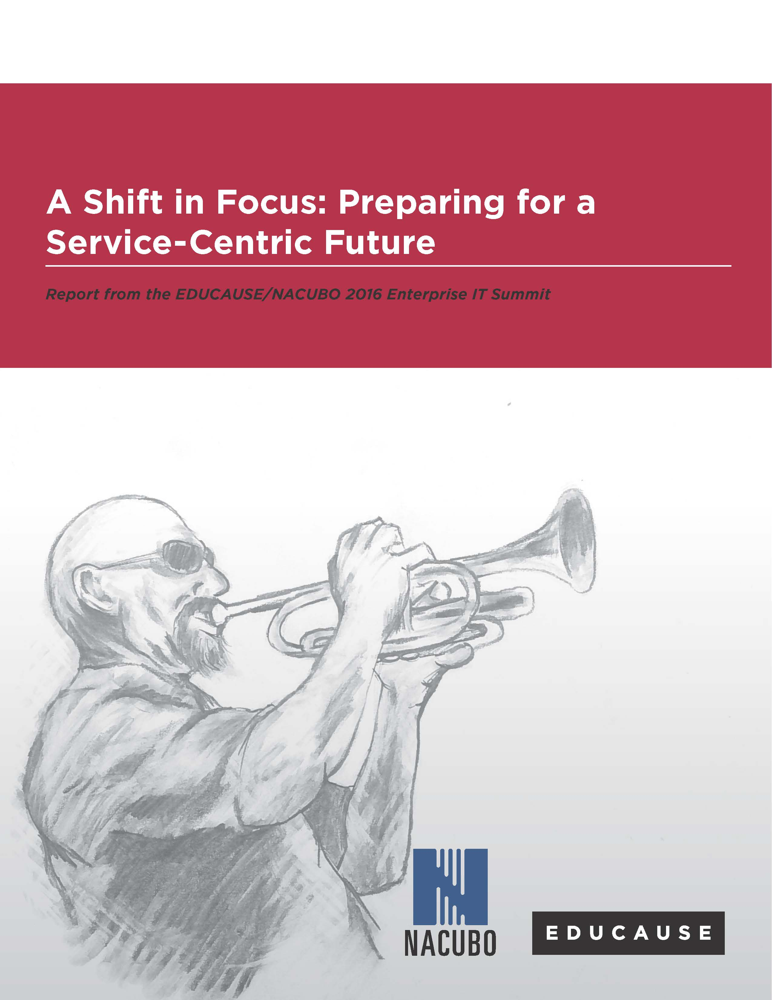 A Shift in Focus: Preparing for a
Service-Centric Future
Report from the EDUCAUSE/NACUBO 2016 Enterprise IT Summit
NACUBO
EDUCAUSE